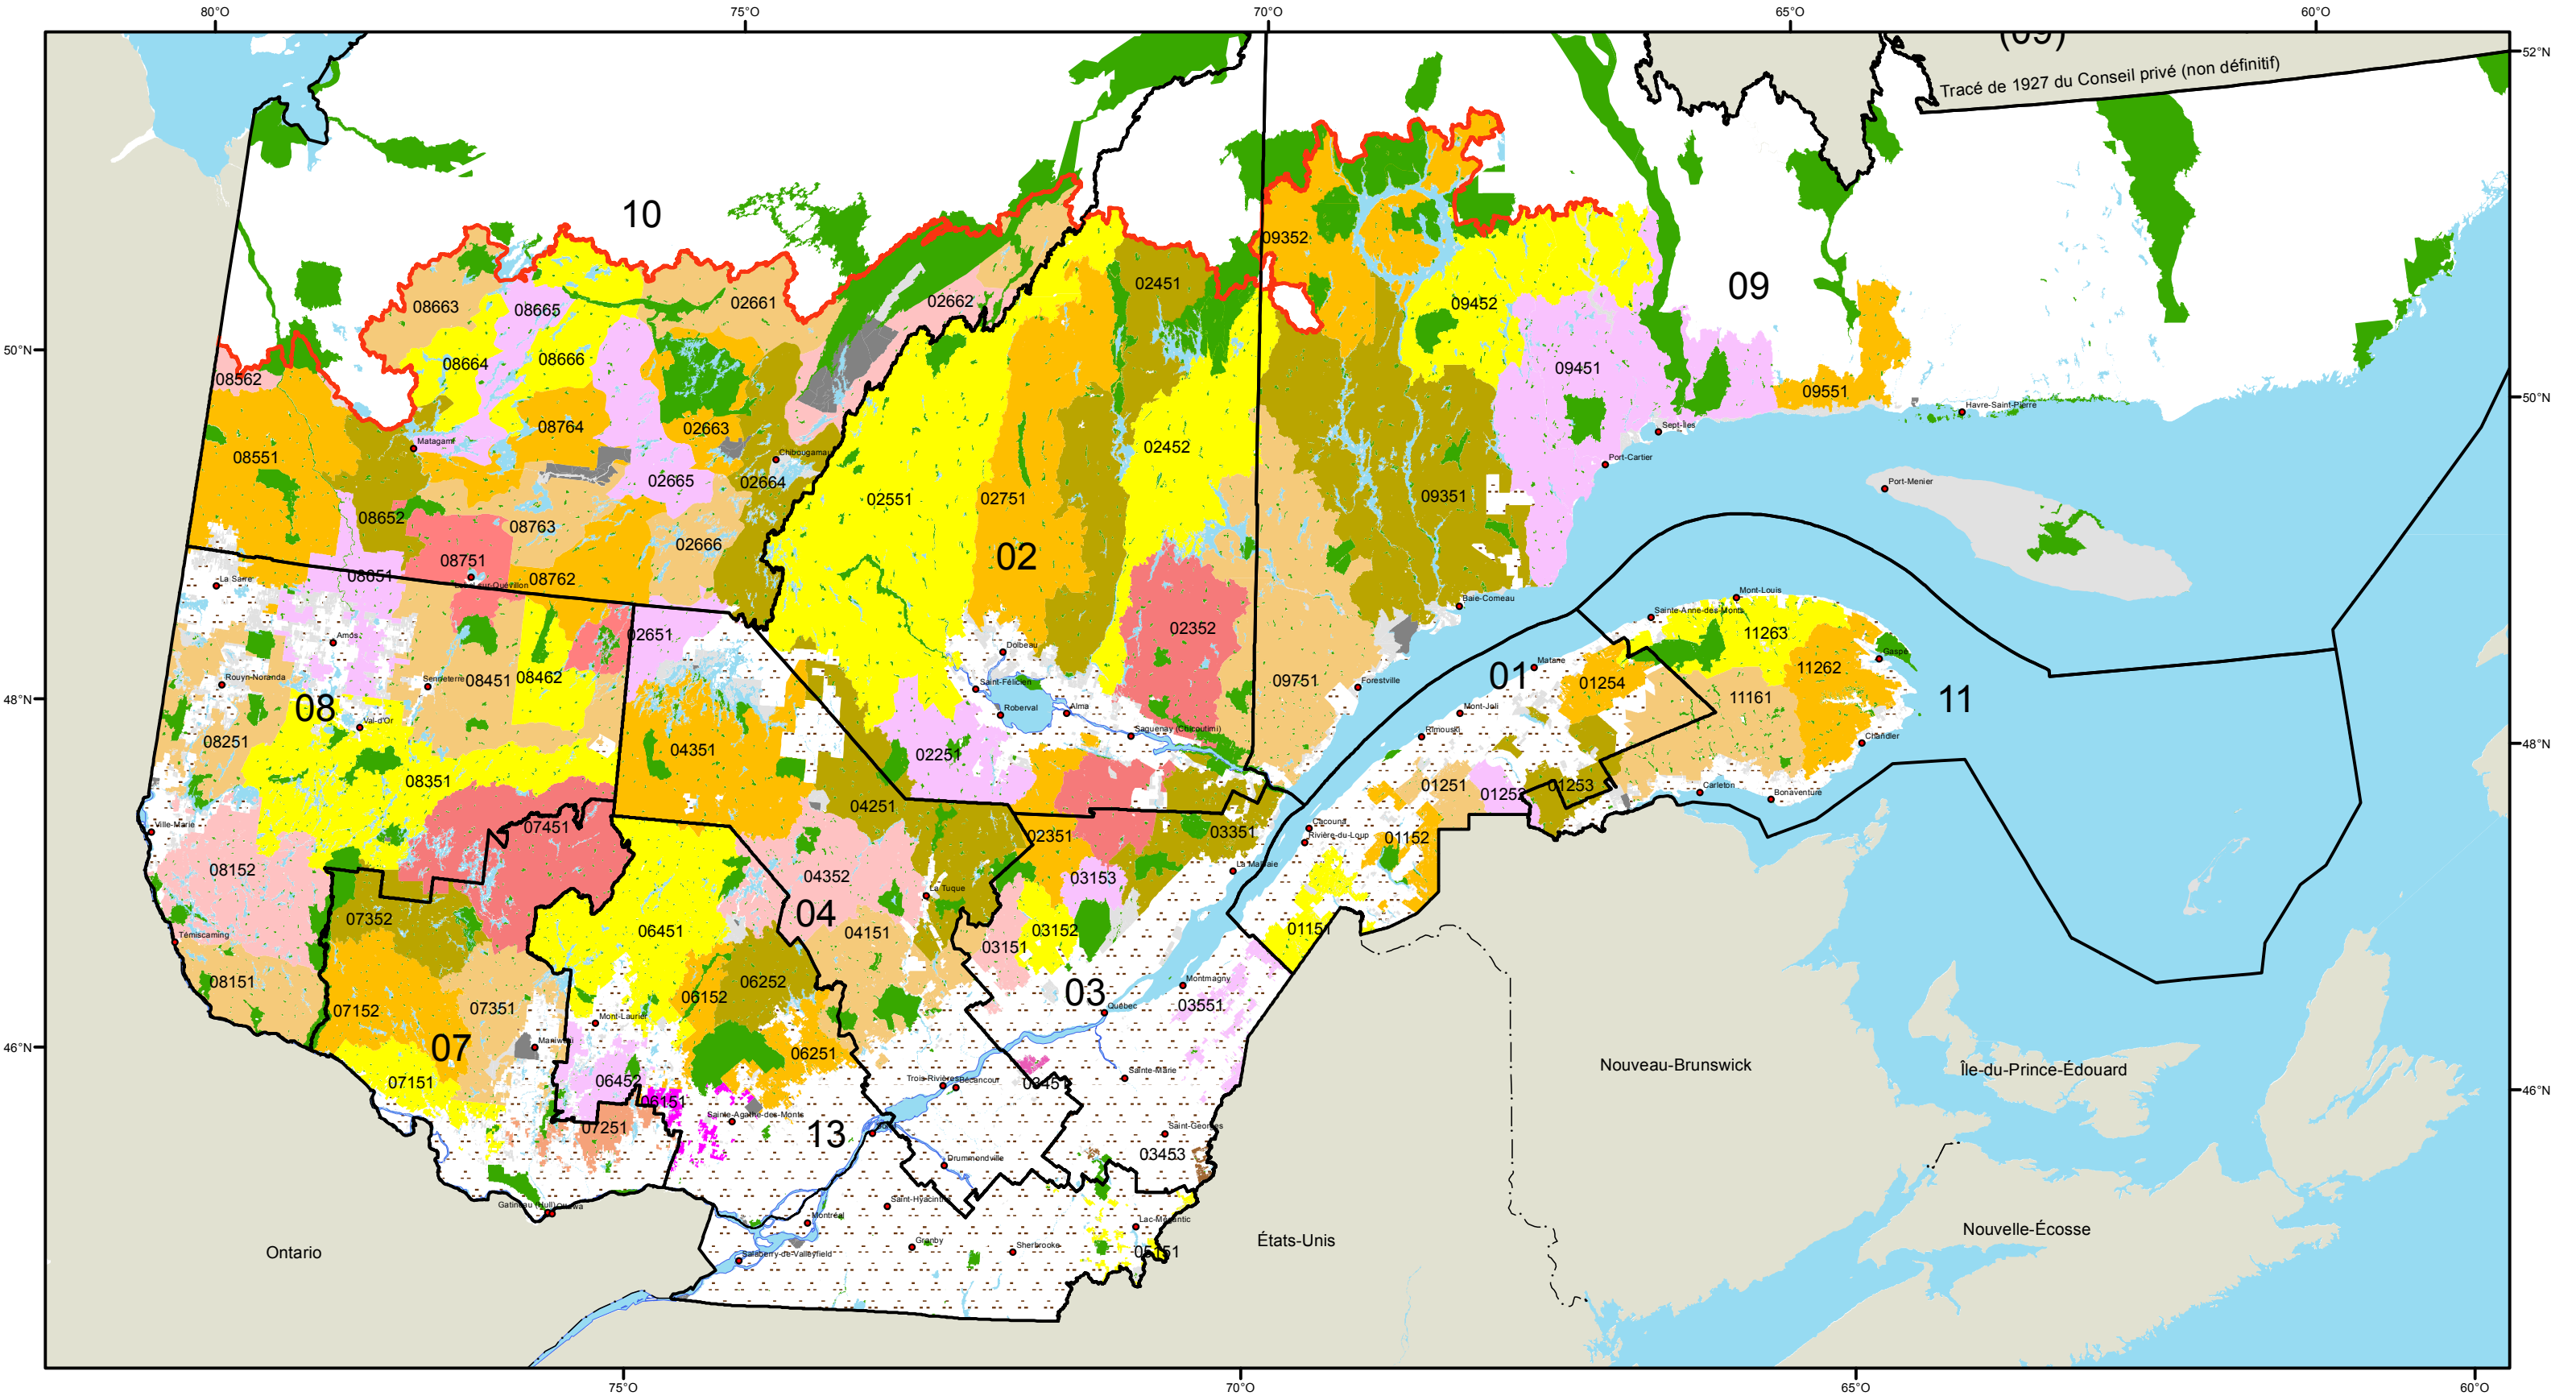 80°O
75°O
70°O
65°O
60°O
(09)
52°N
Tracé de 1927 du Conseil privé (non définitif)
10
09352
09
02451
08663
08665
02661
02662
09452
50°N
08664
08666
08562
09451
09551
50°N
Havre-Saint-Pierre
08764
02663
Sept-Îles
Matagami
02452
Chibougamau
08551
Port-Cartier
02665
02664
02551
02751
09351
Port-Menier
08652
08763
02666
02
08751
08651
08762
La Sarre
Lebel-sur-Quévillon
Baie-Comeau
Mont-Louis
Sainte-Anne-des-Monts
02352
02651
Amos
11263
Dolbeau
Gaspé
Matane
11262
Rouyn-Noranda
Senneterre
08451
08462
09751
Forestville
01
01254
Saint-Félicien
48°N
11161
11
08
Roberval
Alma
Mont-Joli
Val-d'Or
Saguenay (Chicoutimi)
Rimouski
Chandler
48°N
08251
04351
02251
08351
01251
01252
01253
Carleton
Bonaventure
04251
Ville-Marie
07451
02351
03351
Cacouna
Rivière-du-Loup
01152
La Malbaie
08152
04352
03153
La Tuque
07352
04
Témiscaming
06451
04151
03151
03152
01151
08151
06252
Montmagny
07152
07351
06152
03
03551
Québec
Mont-Laurier
46°N
07
Maniwaki
06251
Nouveau-Brunswick
Île-du-Prince-Édouard
07151
06452
Trois-Rivières
Bécancour
03451
Sainte-Marie
46°N
06151
Sainte-Agathe-des-Monts
07251
13
Saint-Georges
03453
Drummondville
Gatineau (Hull)
Ottawa
Saint-Hyacinthe
Montréal
Lac-Mégantic
Nouvelle-Écosse
Ontario
Salaberry-de-Valleyfield
Granby
Sherbrooke
05151
États-Unis
75°O
70°O
65°O
60°O